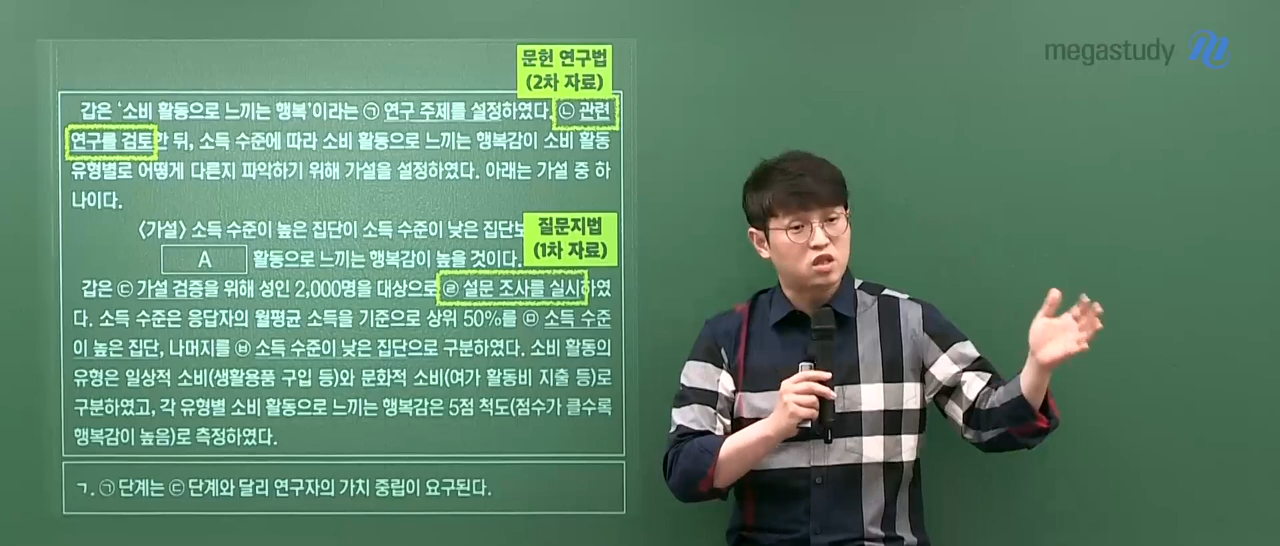 megastudy
문헌 연구법
(2차 자료)
갑은 ‘소비 활동으로 느끼는 행복’이라는 ㉠ 연구 주제를 설정하였다. ㉡ 관련
연구를 검토한 뒤, 소득 수준에 따라 소비 활동으로 느끼는 행복감이 소비 활동
유형별로 어떻게 다른지 파악하기 위해 가설을 설정하였다. 아래는 가설 중 하
나이다.
질문지법
(1차 자료)
〈가설〉 소득 수준이 높은 집단이 소득 수준이 낮은 집단보
A 활동으로 느끼는 행복감이 높을 것이다.
갑은 ㉢ 가설 검증을 위해 성인 2,000명을 대상으로 ㉣ 설문 조사를 실시하였
다. 소득 수준은 응답자의 월평균 소득을 기준으로 상위 50%를 ㉤ 소득 수준
이 높은 집단, 나머지를 ㉥ 소득 수준이 낮은 집단으로 구분하였다. 소비 활동의
유형은 일상적 소비(생활용품 구입 등)와 문화적 소비(여가 활동비 지출 등)로
구분하였고, 각 유형별 소비 활동으로 느끼는 행복감은 5점 척도(점수가 클수록
행복감이 높음)로 측정하였다.
ㄱ. ㉠ 단계는 ㉢ 단계와 달리 연구자의 가치 중립이 요구된다.